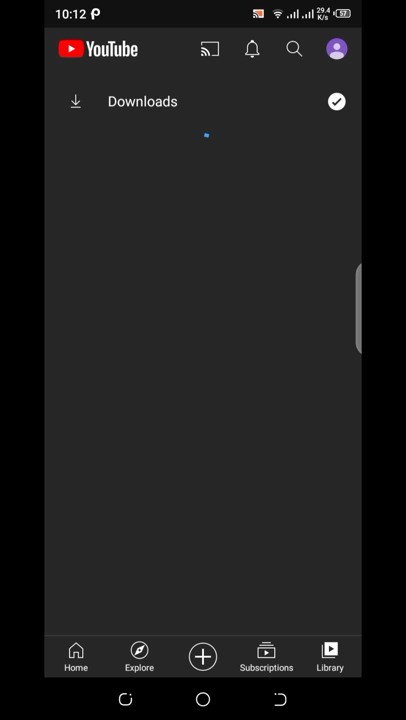 10:12
29.4
K/s
57
YouTube
Downloads
Home
Explore
Subscriptions
Library